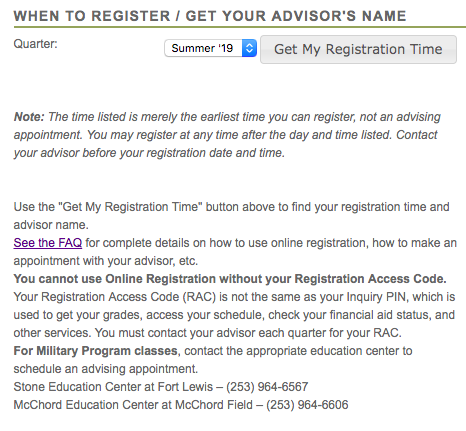 WHEN TO REGISTER / GET YOUR ADVISOR'S NAME
Quarter: Summer ‘19 Get My Registration Time
Note: The time listed is merely the earliest time you can register, not an advising
appointment. You may register at any time after the day and time listed. Contact
your advisor before your registration date and time.
Use the "Get My Registration Time" button above to find your registration time and
advisor name.
See the FAQ for complete details on how to use online registration, how to make an
appointment with your advisor, etc.
You cannot use Online Registration without your Registration Access Code.
Your Registration Access Code (RAC) is not the same as your Inquiry PIN, which is
used to get your grades, access your schedule, check your financial aid status, and
other services. You must contact your advisor each quarter for your RAC.
For Military Program classes, contact the appropriate education center to
schedule an advising appointment.
Stone Education Center at Fort Lewis – (253) 964-6567
McChord Education Center at McChord Field – (253) 964-6606